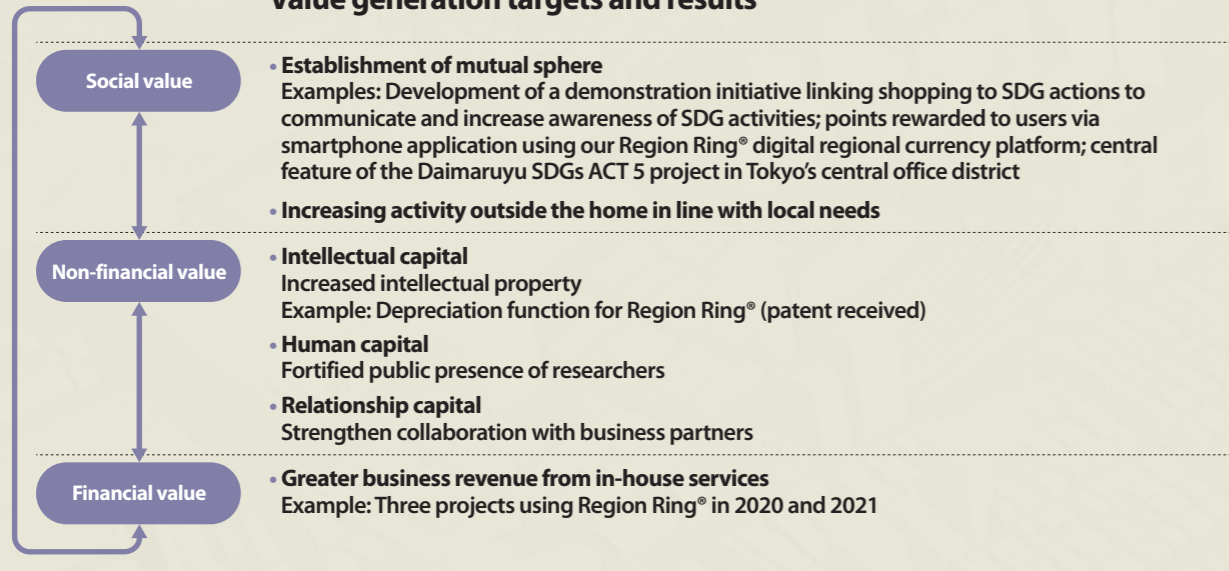 Value generation targets and results
Social value
• Establishment of mutual sphere
Examples: Development of a demonstration initiative linking shopping to SDG actions to
communicate and increase awareness of SDG activities; points rewarded to users via
smartphone application using our Region Ring® digital regional currency platform; central
feature of the Daimaruyu SDGs ACT 5 project in Tokyo's central office district
• Increasing activity outside the home in line with local needs
Non-financial value
• Intellectual capital
Increased intellectual property
Example: Depreciation function for Region Ring® (patent received)
• Human capital
Fortified public presence of researchers
• Relationship capital
Strengthen collaboration with business partners
Financial value
• Greater business revenue from in-house services
Example: Three projects using Region Ring® in 2020 and 2021